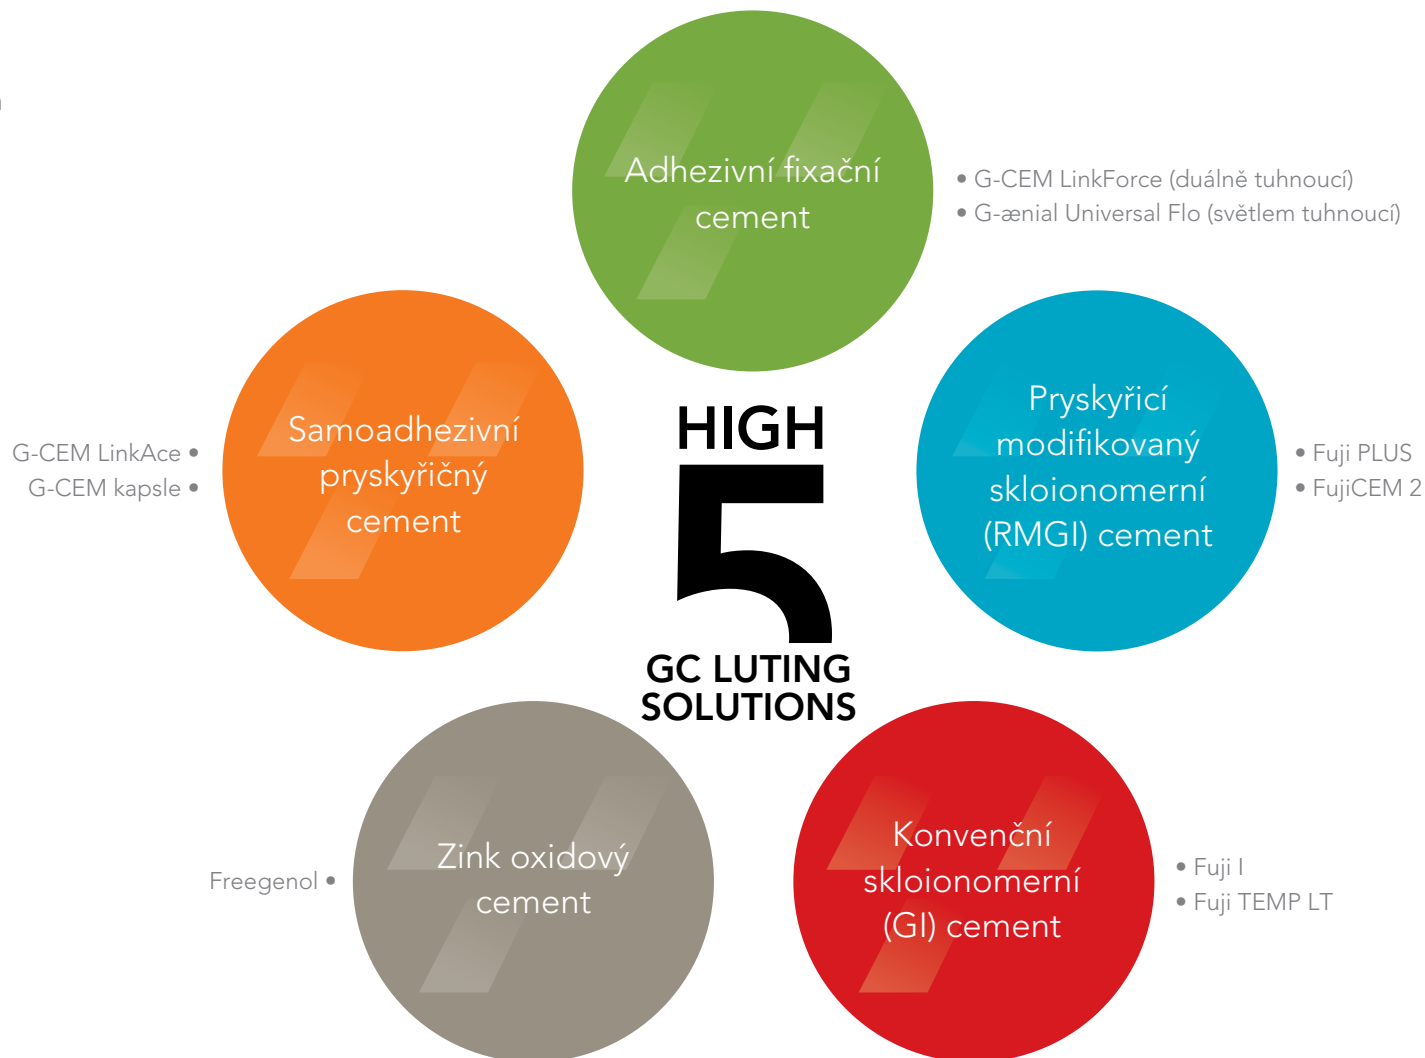 Adhezivní fixační
cement
• G-CEM LinkForce (duálně tuhnoucí)
• G-ænial Universal Flo (světlem tuhnoucí)
Samoadhezivní
pryskyřičný
cement
G-CEM LinkAce •
G-CEM kapsle •
HIGH
5
GC LUTING
SOLUTIONS
Pryskyřicí
modifikovaný
skloionomerní
(RMGI) cement
• Fuji PLUS
• FujiCEM 2
Zink oxidový
cement
Freegenol •
Konvenční
skloionomerní
(GI) cement
• Fuji I
• Fuji TEMP LT